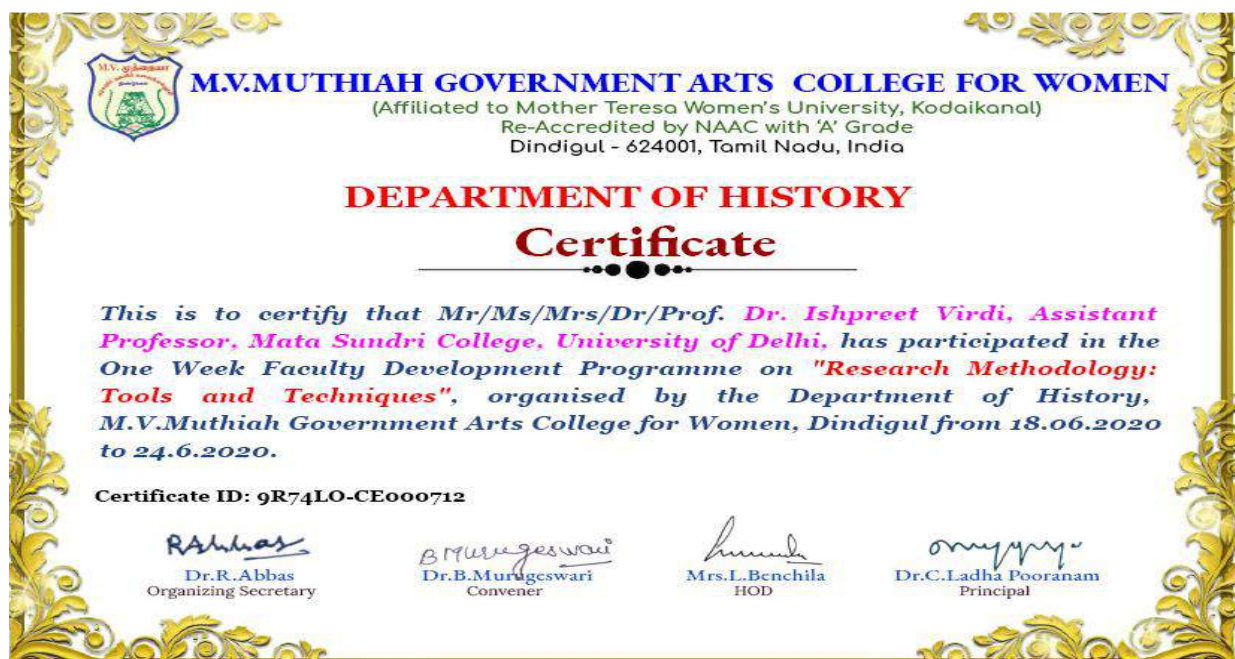 M.V. முத்தையா
M.V.MUTHIAH GOVERNMENT ARTS COLLEGE FOR WOMEN
(Affiliated to Mother Teresa Women's University, Kodaikanal)
Re-Accredited by NAAC with 'A' Grade
Dindigul - 624001, Tamil Nadu, India
DEPARTMENT OF HISTORY
Certificate
This is to certify that Mr/Ms/Mrs/Dr/Prof. Dr. Ishpreet Virdi, Assistant
Professor, Mata Sundri College, University of Delhi, has participated in the
One Week Faculty Development Programme on "Research Methodology:
Tools and Techniques", organised by the Department of History,
M.V.Muthiah Government Arts College for Women, Dindigul from 18.06.2020
to 24.6.2020.
Certificate ID: 9R74LO-CE000712
RAbbas BMurugeswari
Dr.R.Abbas Dr.B.Murugeswari Mrs.L.Benchila Dr.C.Ladha Pooranam
Organizing Secretary Convener HOD Principal